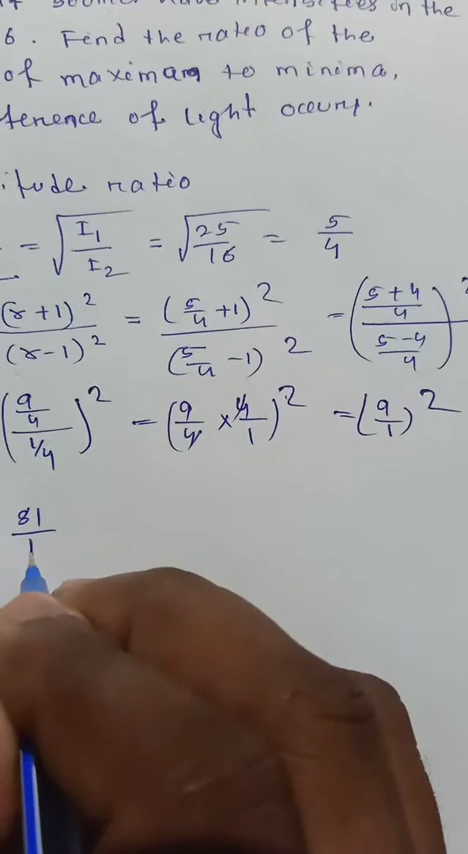 on the
6. Find the ratio of the
of maximam to minima,
ference of light occurs.
itude ratio
= √(I₁/I₂) = √(25/16) = 5/4
(r+1)²/(r-1)² = (5/4+1)²/(5/4-1)² = ((5+4/4)/(5-4/4))²
((9/4)/(1/4))² = (9/4 × 4/1)² = (9/1)²
81/1